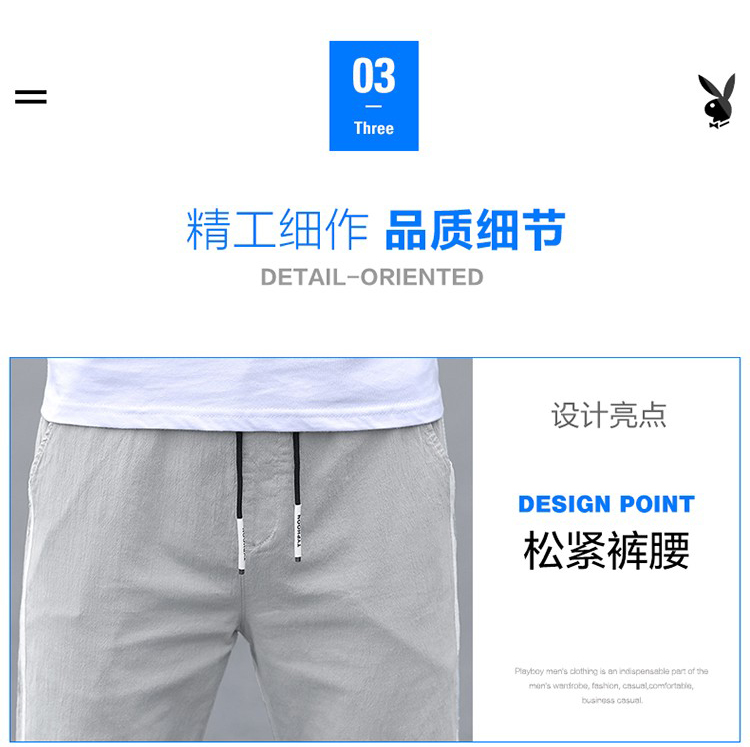 03
Three
精工细作 品质细节
DETAIL-ORIENTED
设计亮点
DESIGN POINT
松紧裤腰
Playboy men's clothing is an indispensable part of the
men's wardrobe, fashion, casual,comfortable,
business casual.